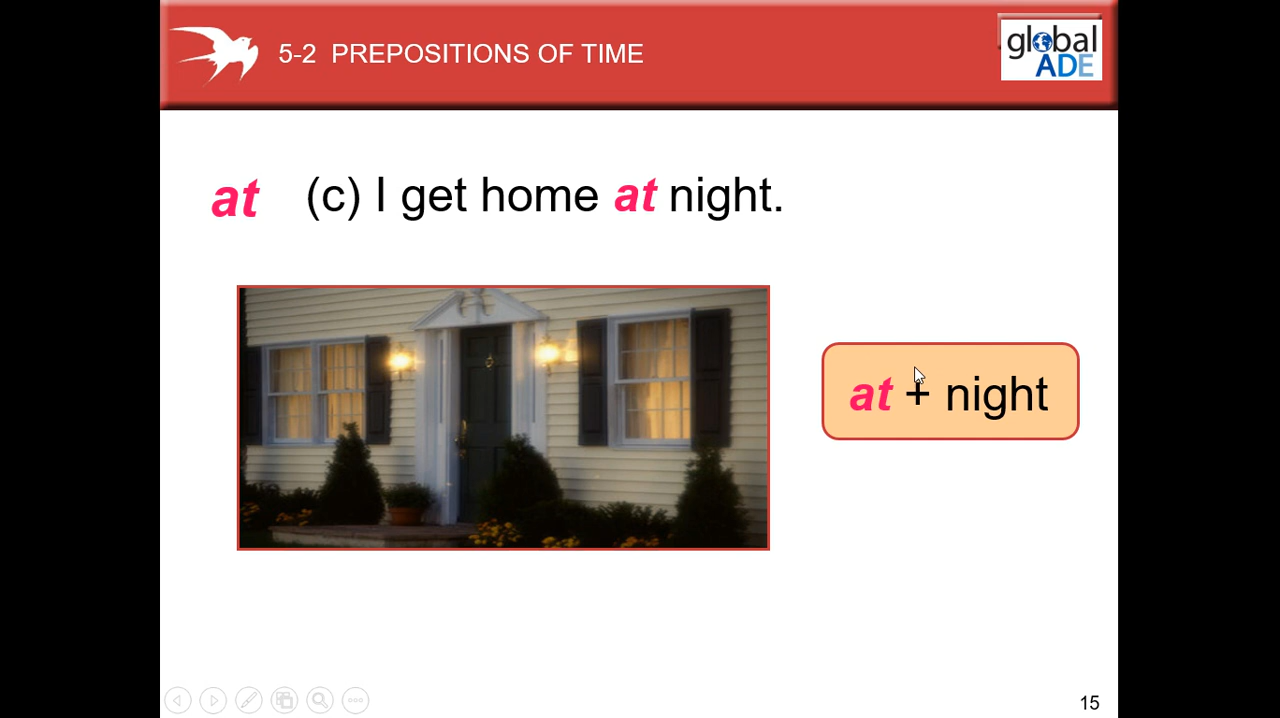 5-2 PREPOSITIONS OF TIME
global
ADE
at (c) I get home at night.
at + night
15